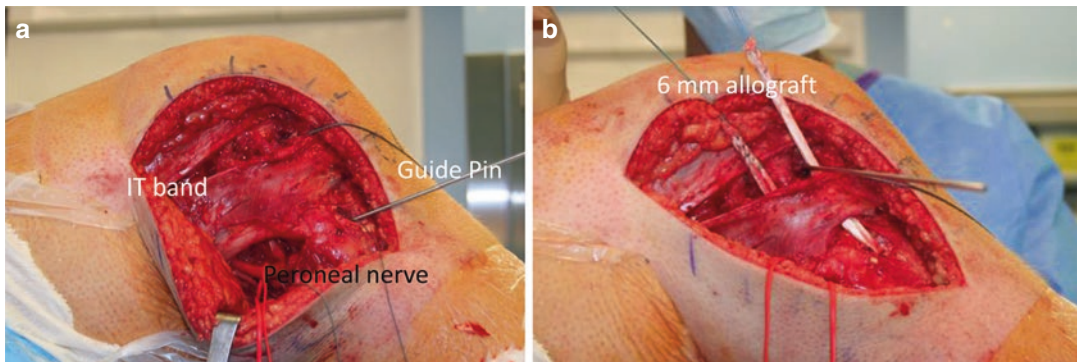 a
IT band
Guide Pin
Peroneal nerve
b
6 mm allograft